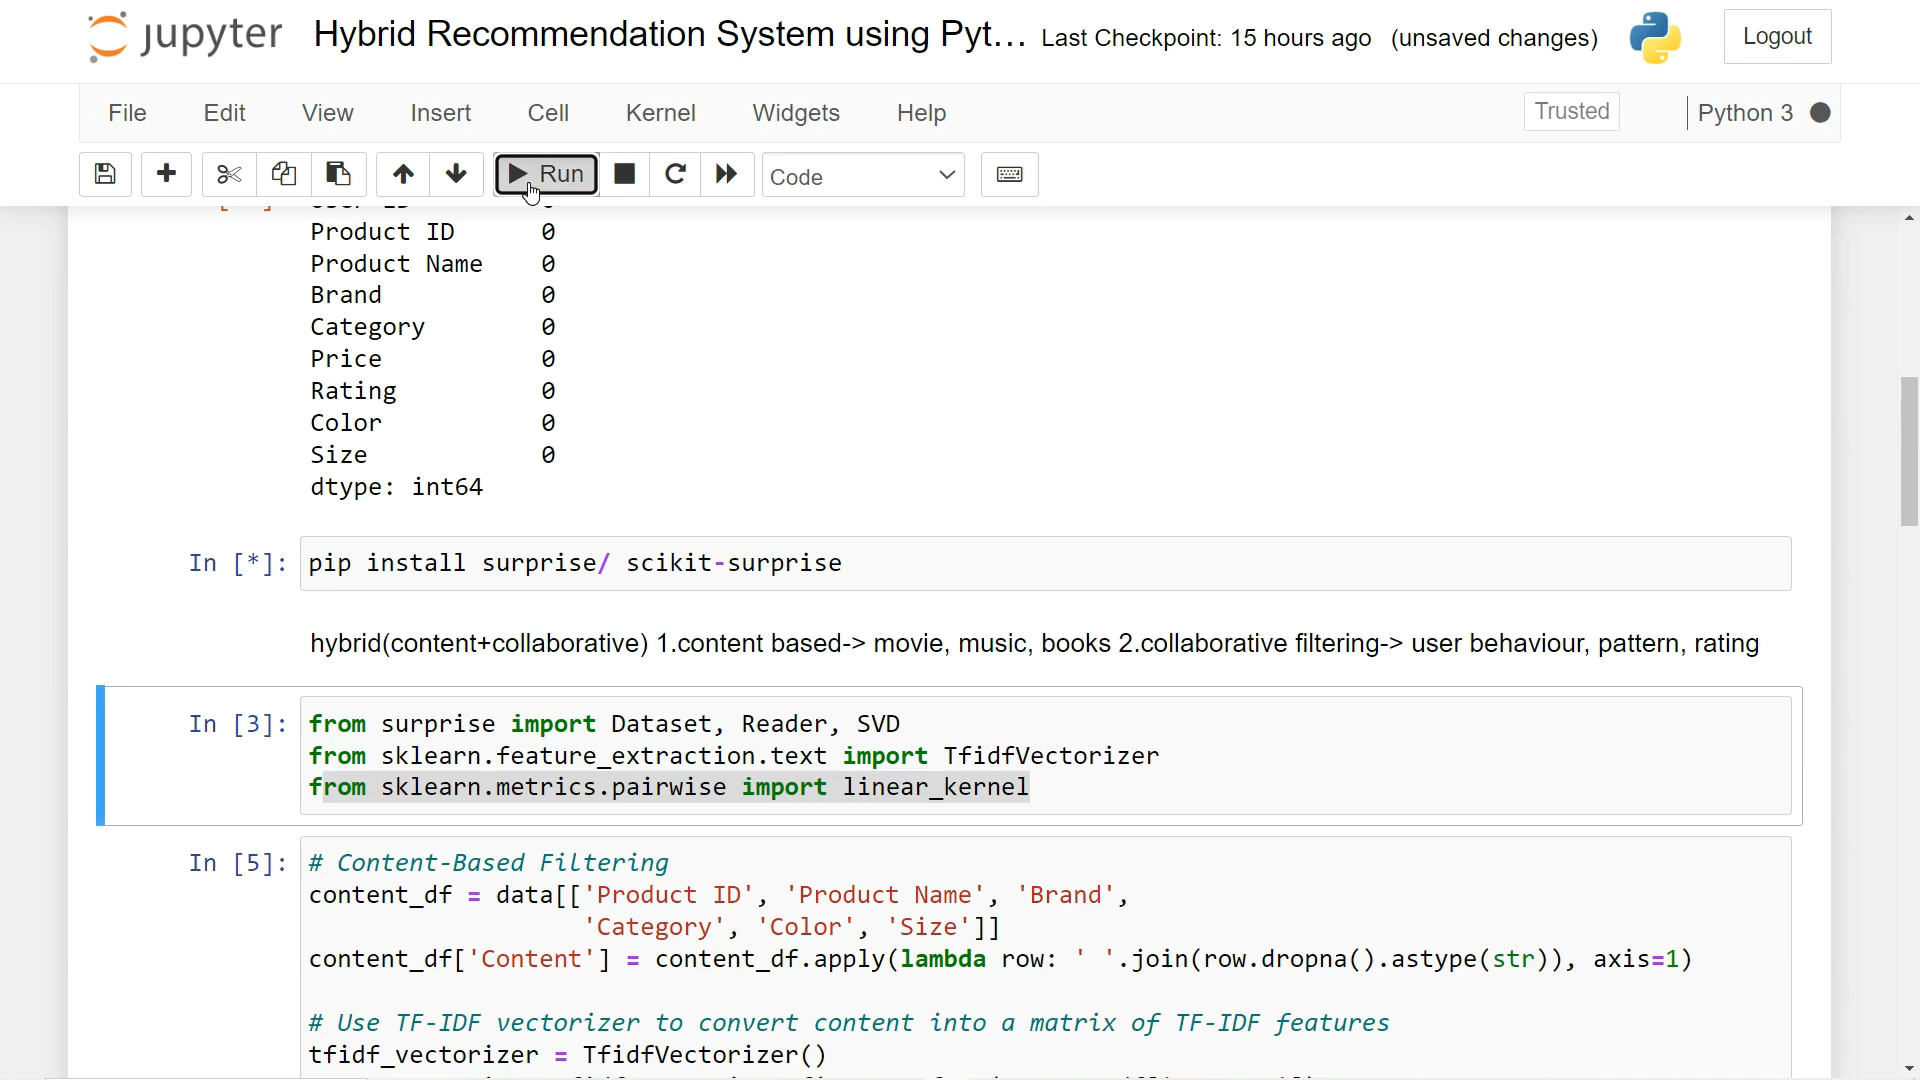 jupyter Hybrid Recommendation System using Pyt... Last Checkpoint: 15 hours ago (unsaved changes) Logout
File Edit View Insert Cell Kernel Widgets Help Trusted Python 3
Run Code
Product ID 0
Product Name 0
Brand 0
Category 0
Price 0
Rating 0
Color 0
Size 0
dtype: int64
In [*]: pip install surprise/ scikit-surprise
hybrid(content+collaborative) 1.content based-> movie, music, books 2.collaborative filtering-> user behaviour, pattern, rating
In [3]: from surprise import Dataset, Reader, SVD
from sklearn.feature_extraction.text import TfidfVectorizer
from sklearn.metrics.pairwise import linear_kernel
In [5]: # Content-Based Filtering
content_df = data[['Product ID', 'Product Name', 'Brand',
'Category', 'Color', 'Size']]
content_df['Content'] = content_df.apply(lambda row: ' '.join(row.dropna().astype(str)), axis=1)
# Use TF-IDF vectorizer to convert content into a matrix of TF-IDF features
tfidf_vectorizer = TfidfVectorizer()